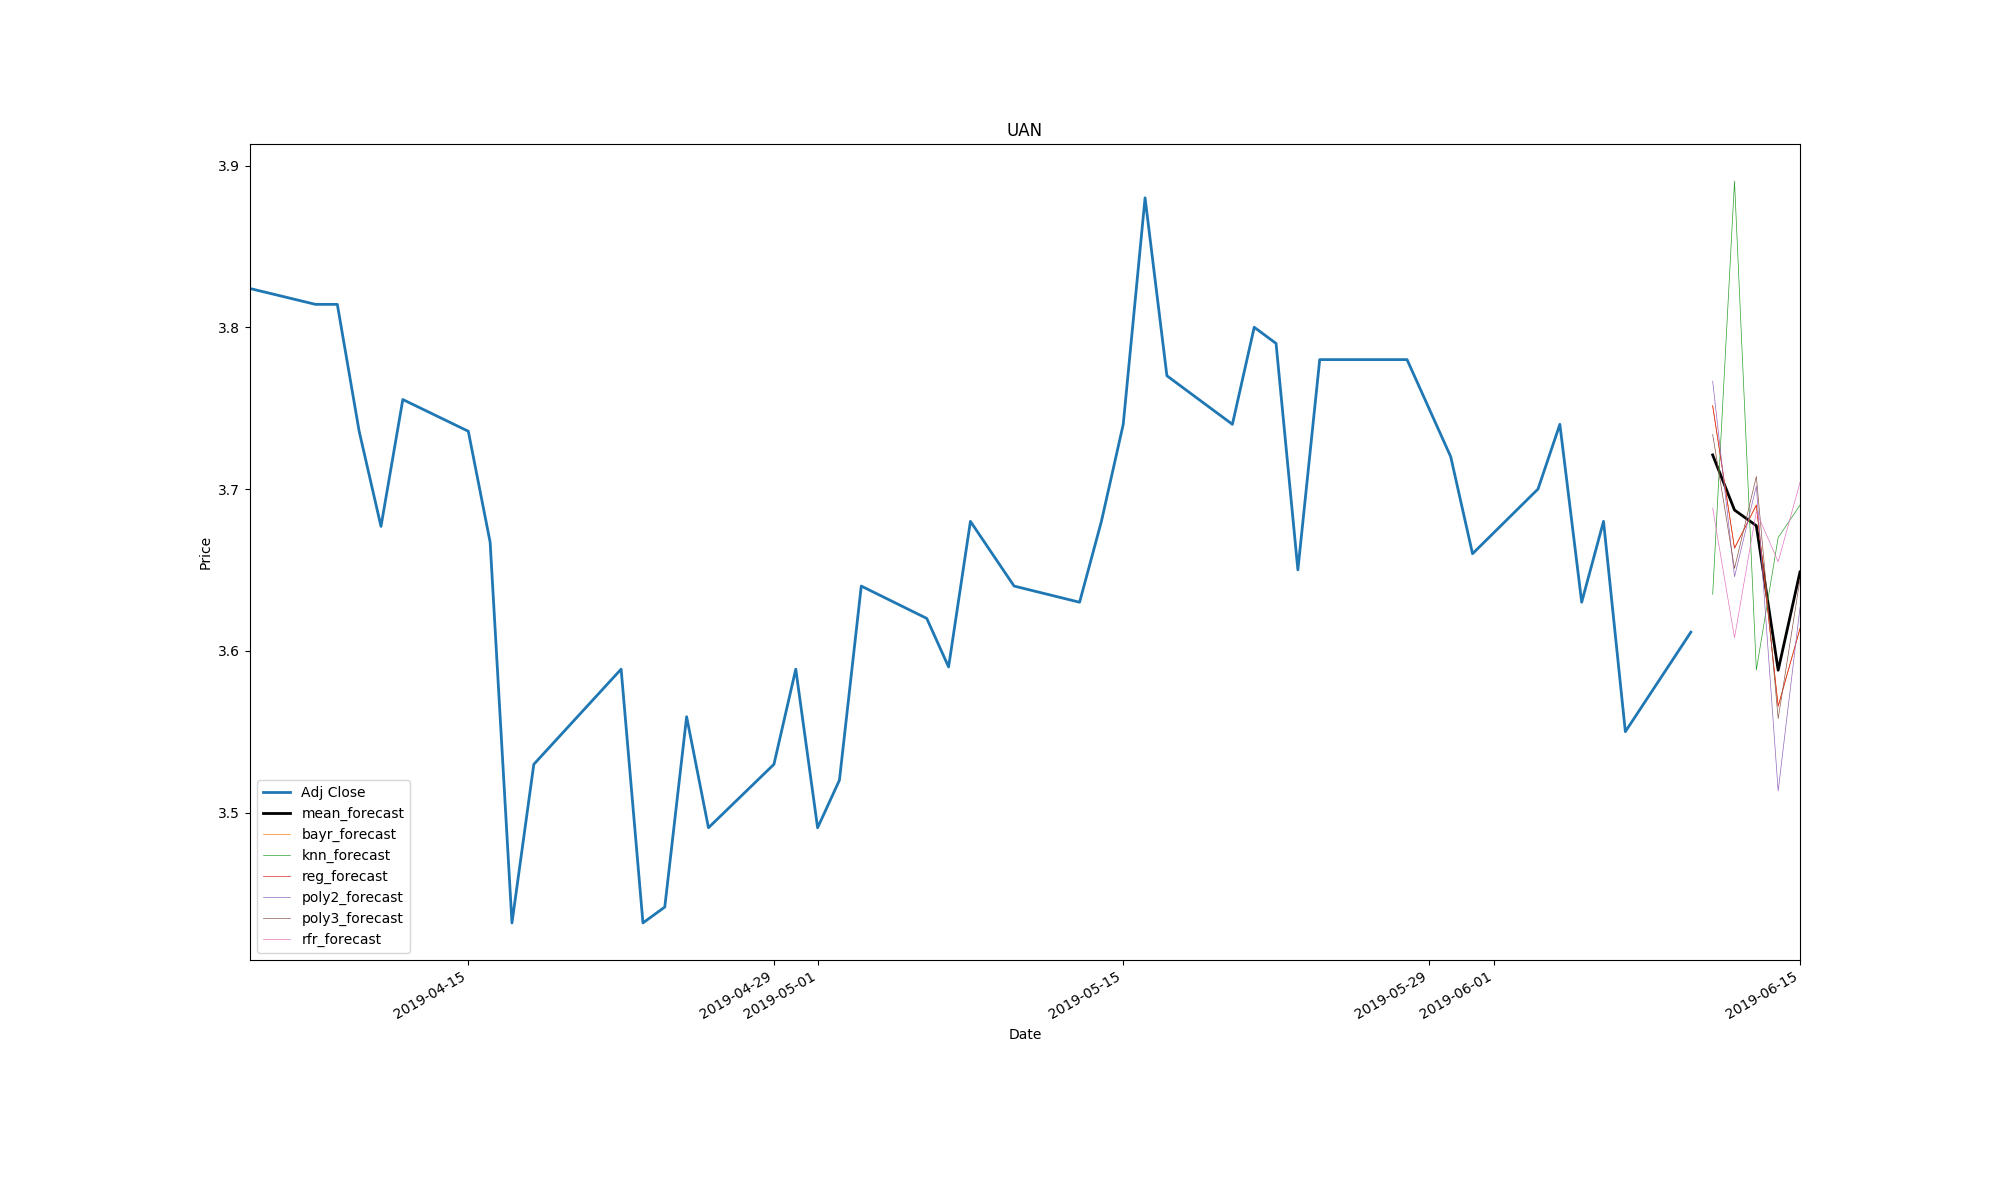 UAN
3.9
3.8
3.7
3.6
3.5
Price
Adj Close
mean_forecast
bayr_forecast
knn_forecast
reg_forecast
poly2_forecast
poly3_forecast
rfr_forecast
2019-04-15
2019-04-29
2019-05-01
2019-05-15
2019-05-29
2019-06-01
2019-06-15
Date